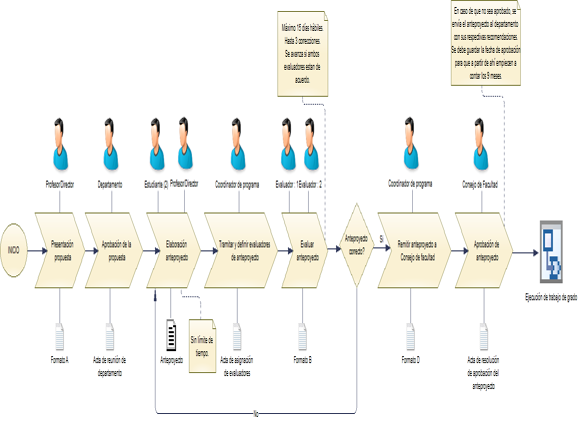 Máximo 15 días hábiles.
Hasta 3 correcciones.
Se avanza si ambos
evaluadores estan de
acuerdo.
En caso de que no sea aprobado, se
envía el anteproyecto al departamento
con sus respectivas recomendaciones.
Se debe guardar la fecha de aprobación
para que a partir de ahí empiecen a
contar los 9 meses.
Profesor/Director
Departamento
Estudiante (2)
Profesor/Director
Coordinador de programa
Evaluador : 1
Evaluador : 2
Coordinador de programa
Consejo de Facultad
INICIO
Presentación
propuesta
Aprobación de la
propuesta
Elaboración
anteproyecto
Tramitar y definir evaluadores
de anteproyecto
Evaluar
anteproyecto
Anteproyecto
correcto?
Si
Remitir anteproyecto a
Consejo de facultad
Aprobación de
anteproyecto
Ejecución de trabajo de grado
Formato A
Acta de reunión de
departamento
Anteproyecto
Sin límite de
tiempo.
Acta de asignación
de evaluadores
Formato B
Formato D
Acta de resolución
de aprobación del
anteproyecto
No